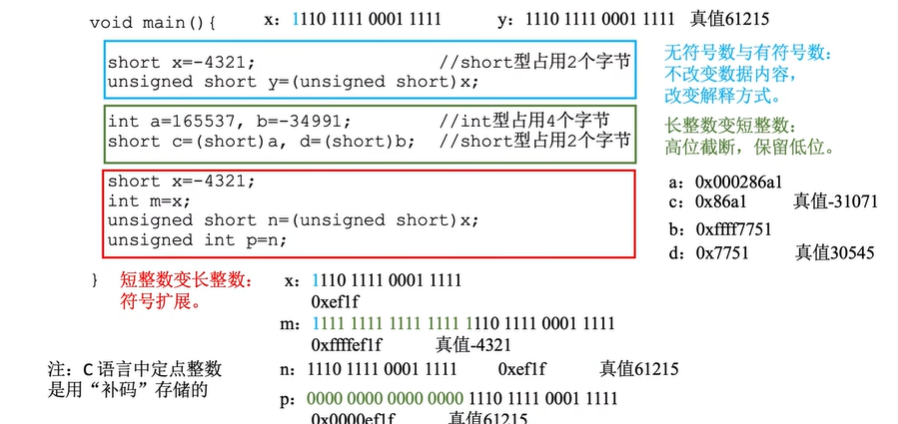 void main(){ x: 1110 1111 0001 1111 y: 1110 1111 0001 1111 真值61215
short x=-4321; //short型占用2个字节
unsigned short y=(unsigned short)x;
无符号数与有符号数:
不改变数据内容,
改变解释方式。
int a=165537, b=-34991; //int型占用4个字节
short c=(short)a, d=(short)b; //short型占用2个字节
长整数变短整数:
高位截断，保留低位。
short x=-4321;
int m=x;
unsigned short n=(unsigned short)x;
unsigned int p=n;
a: 0x000286a1
c: 0x86a1 真值-31071
b: 0xffff7751
d: 0x7751 真值30545
} 短整数变长整数:
符号扩展。
x: 1110 1111 0001 1111
0xef1f
m: 1111 1111 1111 1111 1110 1111 0001 1111
0xffffef1f 真值-4321
n: 1110 1111 0001 1111 0xef1f 真值61215
p: 0000 0000 0000 0000 1110 1111 0001 1111
0x0000ef1f 真值61215
注：C 语言中定点整数
是用“补码”存储的